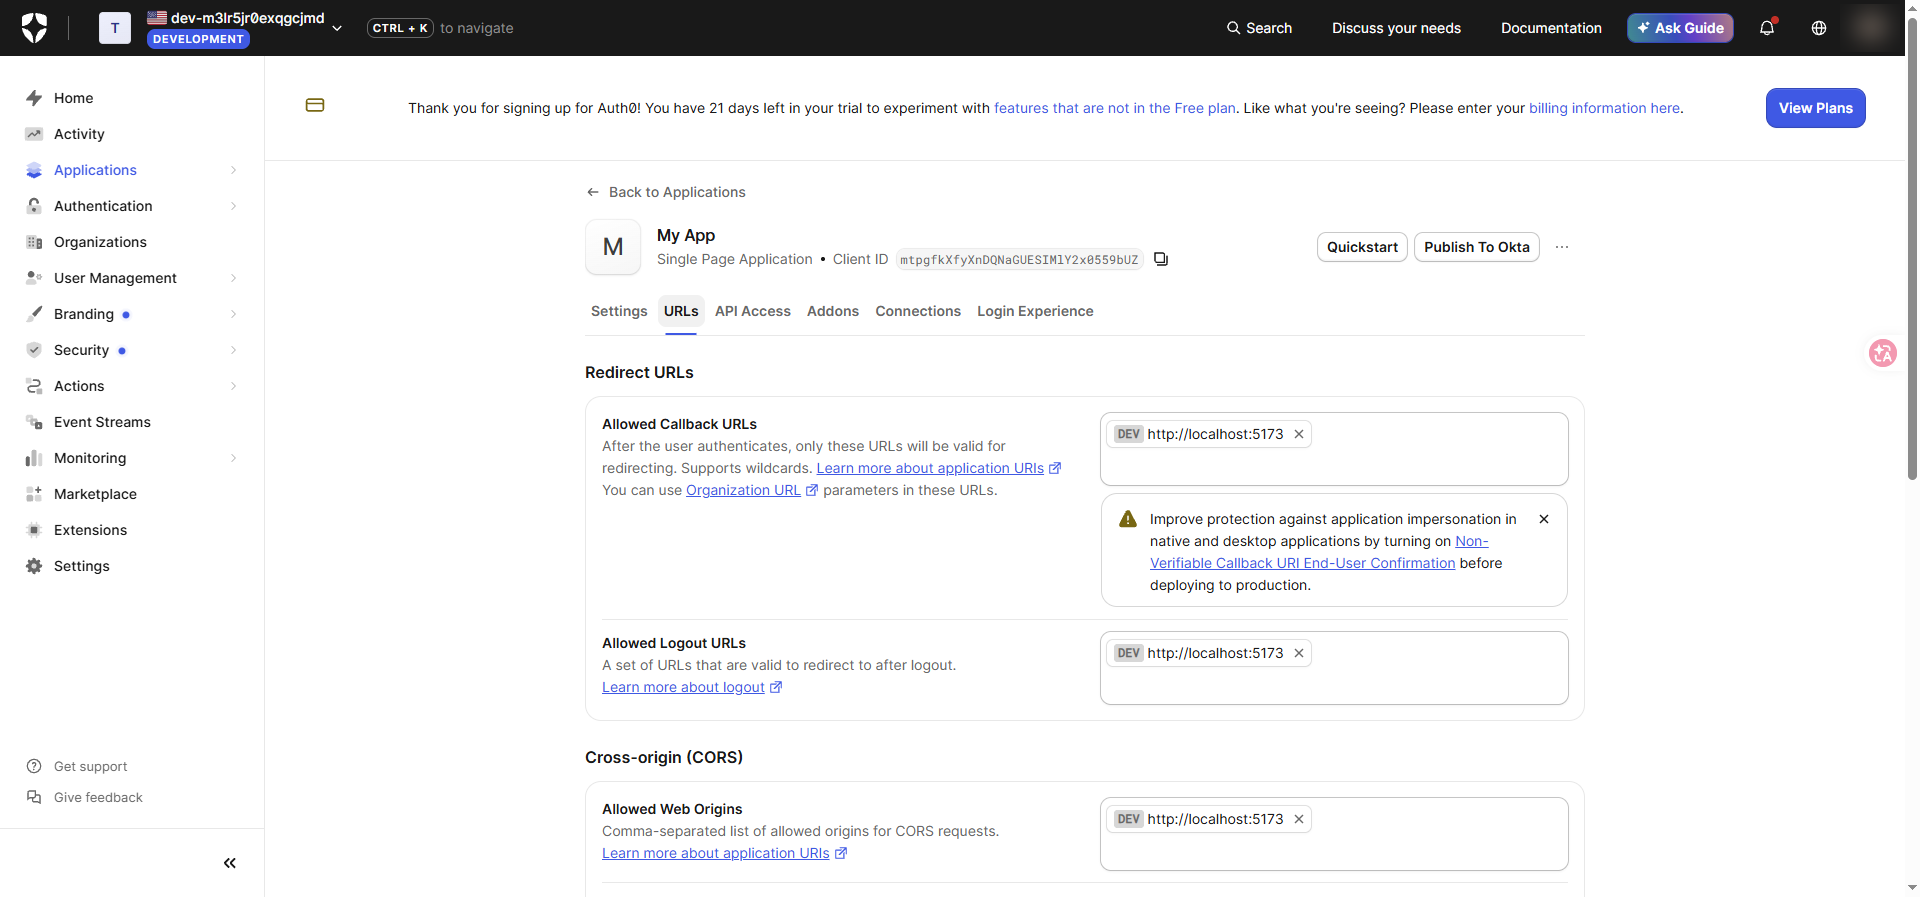 T
dev-m3lr5jr0exqgcjmd
DEVELOPMENT
CTRL + K to navigate
Search
Discuss your needs
Documentation
Ask Guide
Home
Activity
Applications
Authentication
Organizations
User Management
Branding
Security
Actions
Event Streams
Monitoring
Marketplace
Extensions
Settings
Get support
Give feedback
Thank you for signing up for Auth0! You have 21 days left in your trial to experiment with features that are not in the Free plan. Like what you're seeing? Please enter your billing information here.
View Plans
Back to Applications
M
My App
Single Page Application • Client ID mtpgfkXfyXnDQNaGUESIMlY2x0559bUZ
Quickstart
Publish To Okta
Settings URLs API Access Addons Connections Login Experience
Redirect URLs
Allowed Callback URLs
After the user authenticates, only these URLs will be valid for
redirecting. Supports wildcards. Learn more about application URIs
You can use Organization URL parameters in these URLs.
DEV http://localhost:5173
Improve protection against application impersonation in
native and desktop applications by turning on Non-
Verifiable Callback URI End-User Confirmation before
deploying to production.
Allowed Logout URLs
A set of URLs that are valid to redirect to after logout.
Learn more about logout
DEV http://localhost:5173
Cross-origin (CORS)
Allowed Web Origins
Comma-separated list of allowed origins for CORS requests.
Learn more about application URIs
DEV http://localhost:5173